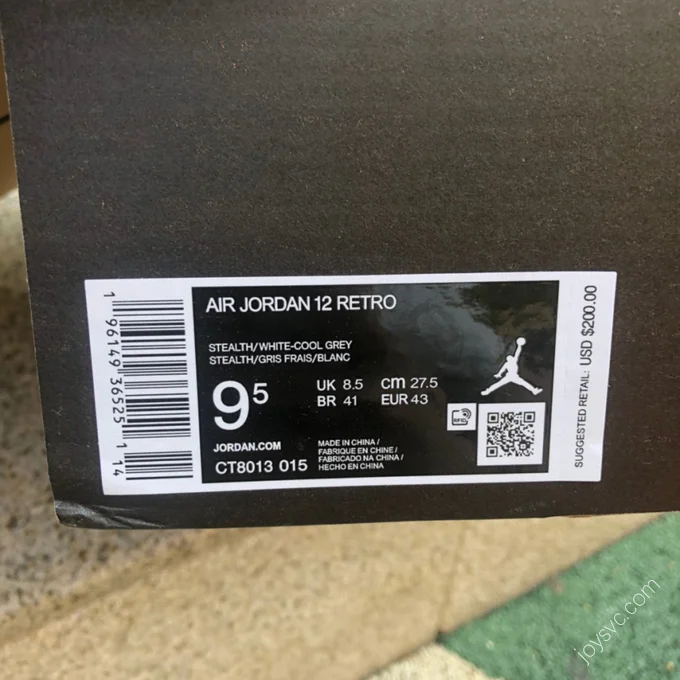 AIR JORDAN 12 RETRO
STEALTH/WHITE-COOL GREY
STEALTH/GRIS FRAIS/BLANC
95
UK 8.5 cm 27.5
BR 41 EUR 43
JORDAN.COM
CT8013 015
MADE IN CHINA /
FABRIQUE EN CHINE /
FABRICADO NA CHINA /
HECHO EN CHINA
RFID
SUGGESTED RETAIL: USD $200.00
1 96149 36525 1 14
joysvc.com